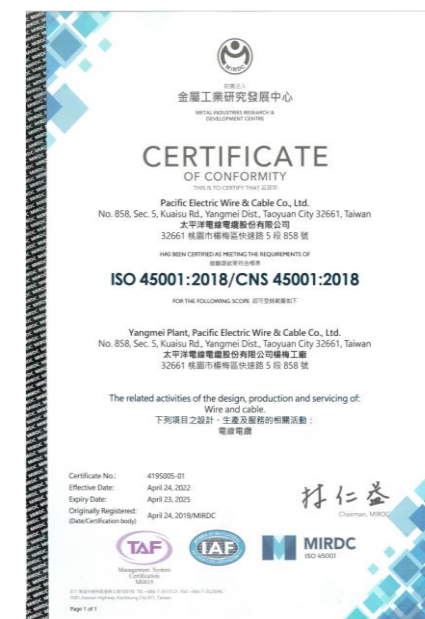 MIRDC
財團法人
金屬工業研究發展中心
METAL INDUSTRIES RESEARCH &
DEVELOPMENT CENTRE
CERTIFICATE
OF CONFORMITY
THIS IS TO CERTIFY THAT 茲證明
Pacific Electric Wire & Cable Co., Ltd.
No. 858, Sec. 5, Kuaisu Rd., Yangmei Dist., Taoyuan City 32661, Taiwan
太平洋電線電纜股份有限公司
32661 桃園市楊梅區快速路 5 段 858 號
HAS BEEN CERTIFIED AS MEETING THE REQUIREMENTS OF
ISO 45001:2018/CNS 45001:2018
FOR THE FOLLOWING SCOPE 認可登錄範圍如下
Yangmei Plant, Pacific Electric Wire & Cable Co., Ltd.
No. 858, Sec. 5, Kuaisu Rd., Yangmei Dist., Taoyuan City 32661, Taiwan
太平洋電線電纜股份有限公司楊梅工廠
32661 桃園市楊梅區快速路 5 段 858 號
The related activities of the design, production and servicing of:
Wire and cable.
下列項目之設計、生產及服務的相關活動：
電線電纜
Certificate No.: 4195005-01
Effective Date: April 24, 2022
Expiry Date: April 23, 2025
Originally Registered: April 24, 2019/MIRDC
(Date/Certification body)
Chairman, MIRDC
TAF
IAF
MIRDC
ISO 45001
Management System
Certification
MS019
Page 1 of 1